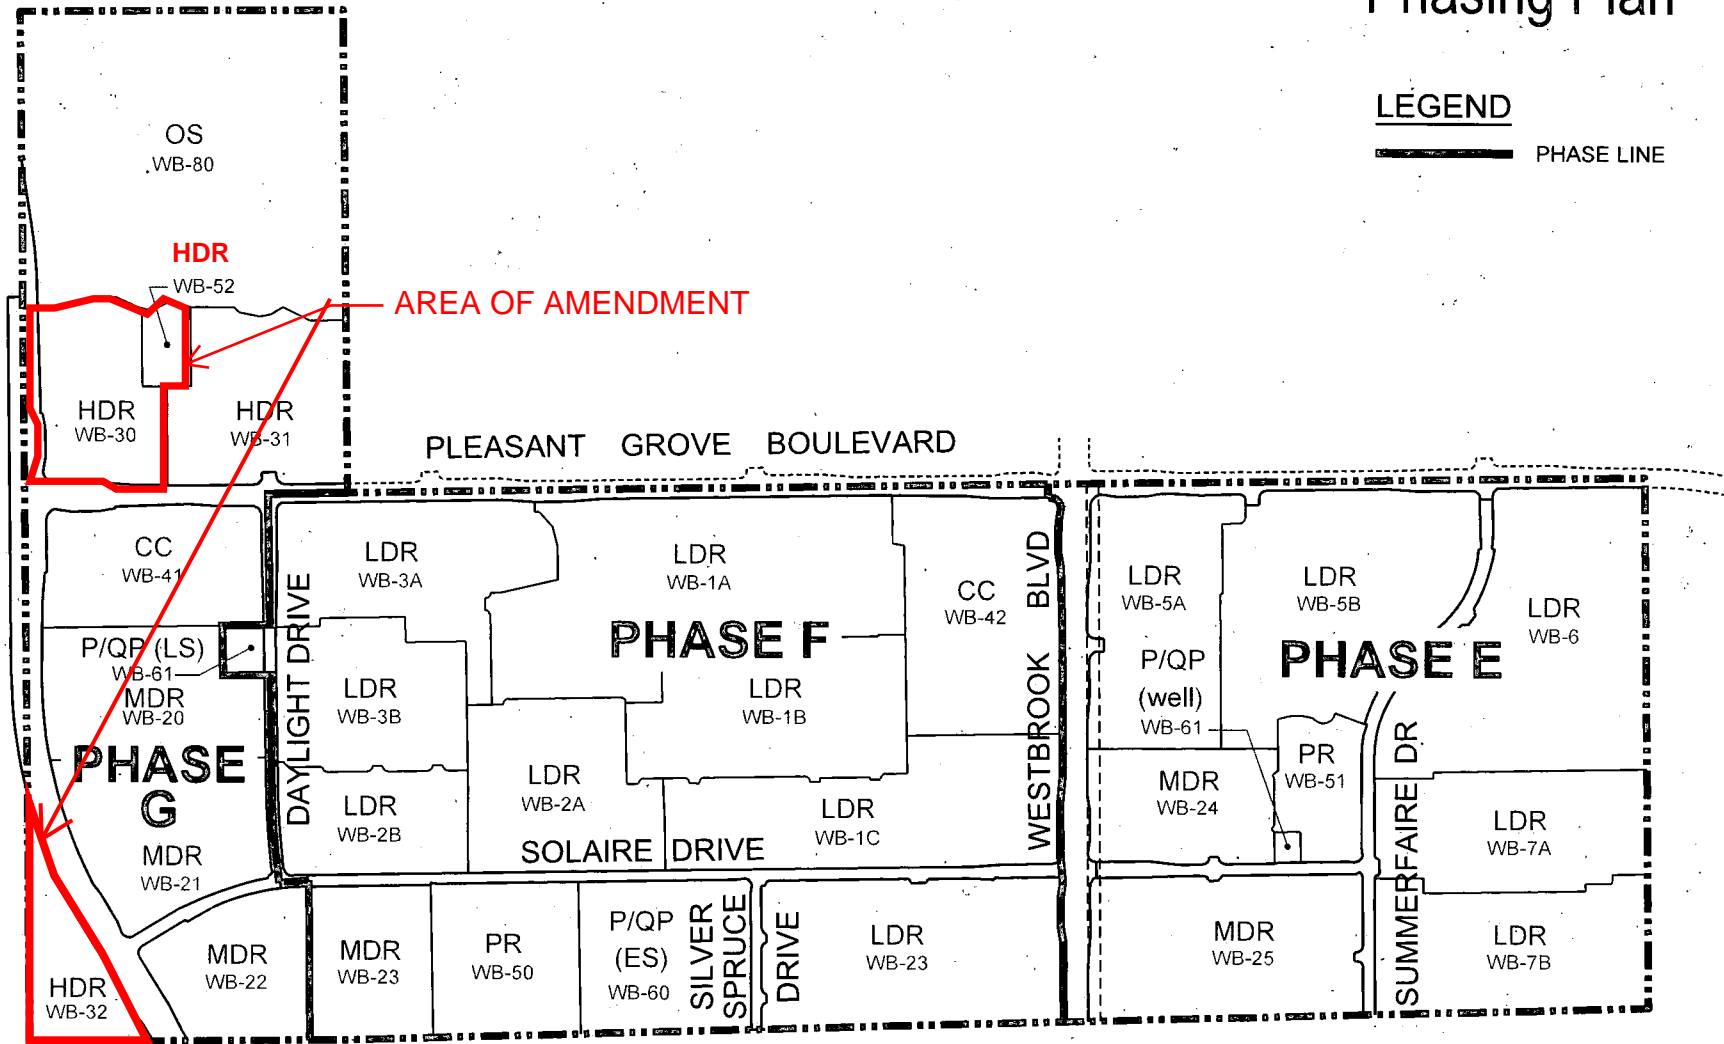 Phasing Plan
LEGEND
PHASE LINE
OS
WB-80
HDR
WB-52
AREA OF AMENDMENT
HDR
WB-30
HDR
WB-31
PLEASANT GROVE BOULEVARD
CC
WB-41
P/QP (LS)
WB-61
MDR
WB-20
PHASE
G
MDR
WB-21
HDR
WB-32
MDR
WB-22
DAYLIGHT DRIVE
LDR
WB-3A
LDR
WB-1A
CC
WB-42
PHASE F
LDR
WB-3B
LDR
WB-1B
LDR
WB-2A
LDR
WB-2B
LDR
WB-1C
SOLAIRE DRIVE
MDR
WB-23
PR
WB-50
P/QP
(ES)
WB-60
SILVER
SPRUCE
DRIVE
LDR
WB-23
WESTBROOK BLVD
LDR
WB-5A
LDR
WB-5B
LDR
WB-6
PHASE E
P/QP
(well)
WB-61
PR
WB-51
MDR
WB-24
SUMMERFAIRE DR
LDR
WB-7A
MDR
WB-25
LDR
WB-7B